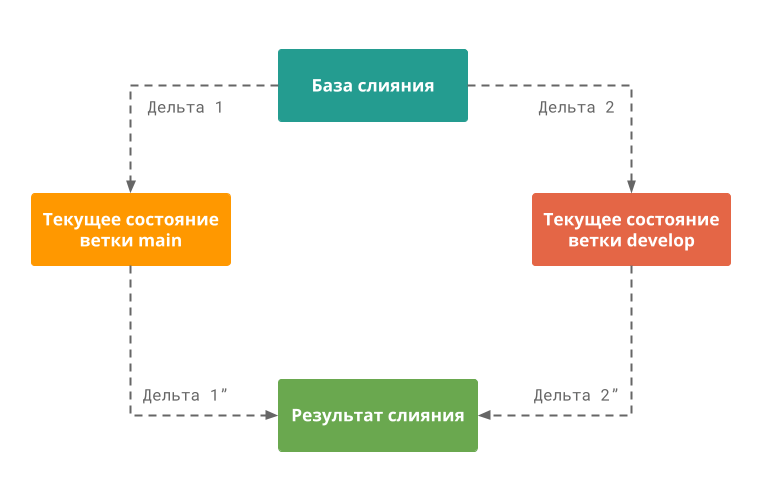 База слияния
Дельта 1
Дельта 2
Текущее состояние
ветки main
Текущее состояние
ветки develop
Дельта 1”
Дельта 2”
Результат слияния